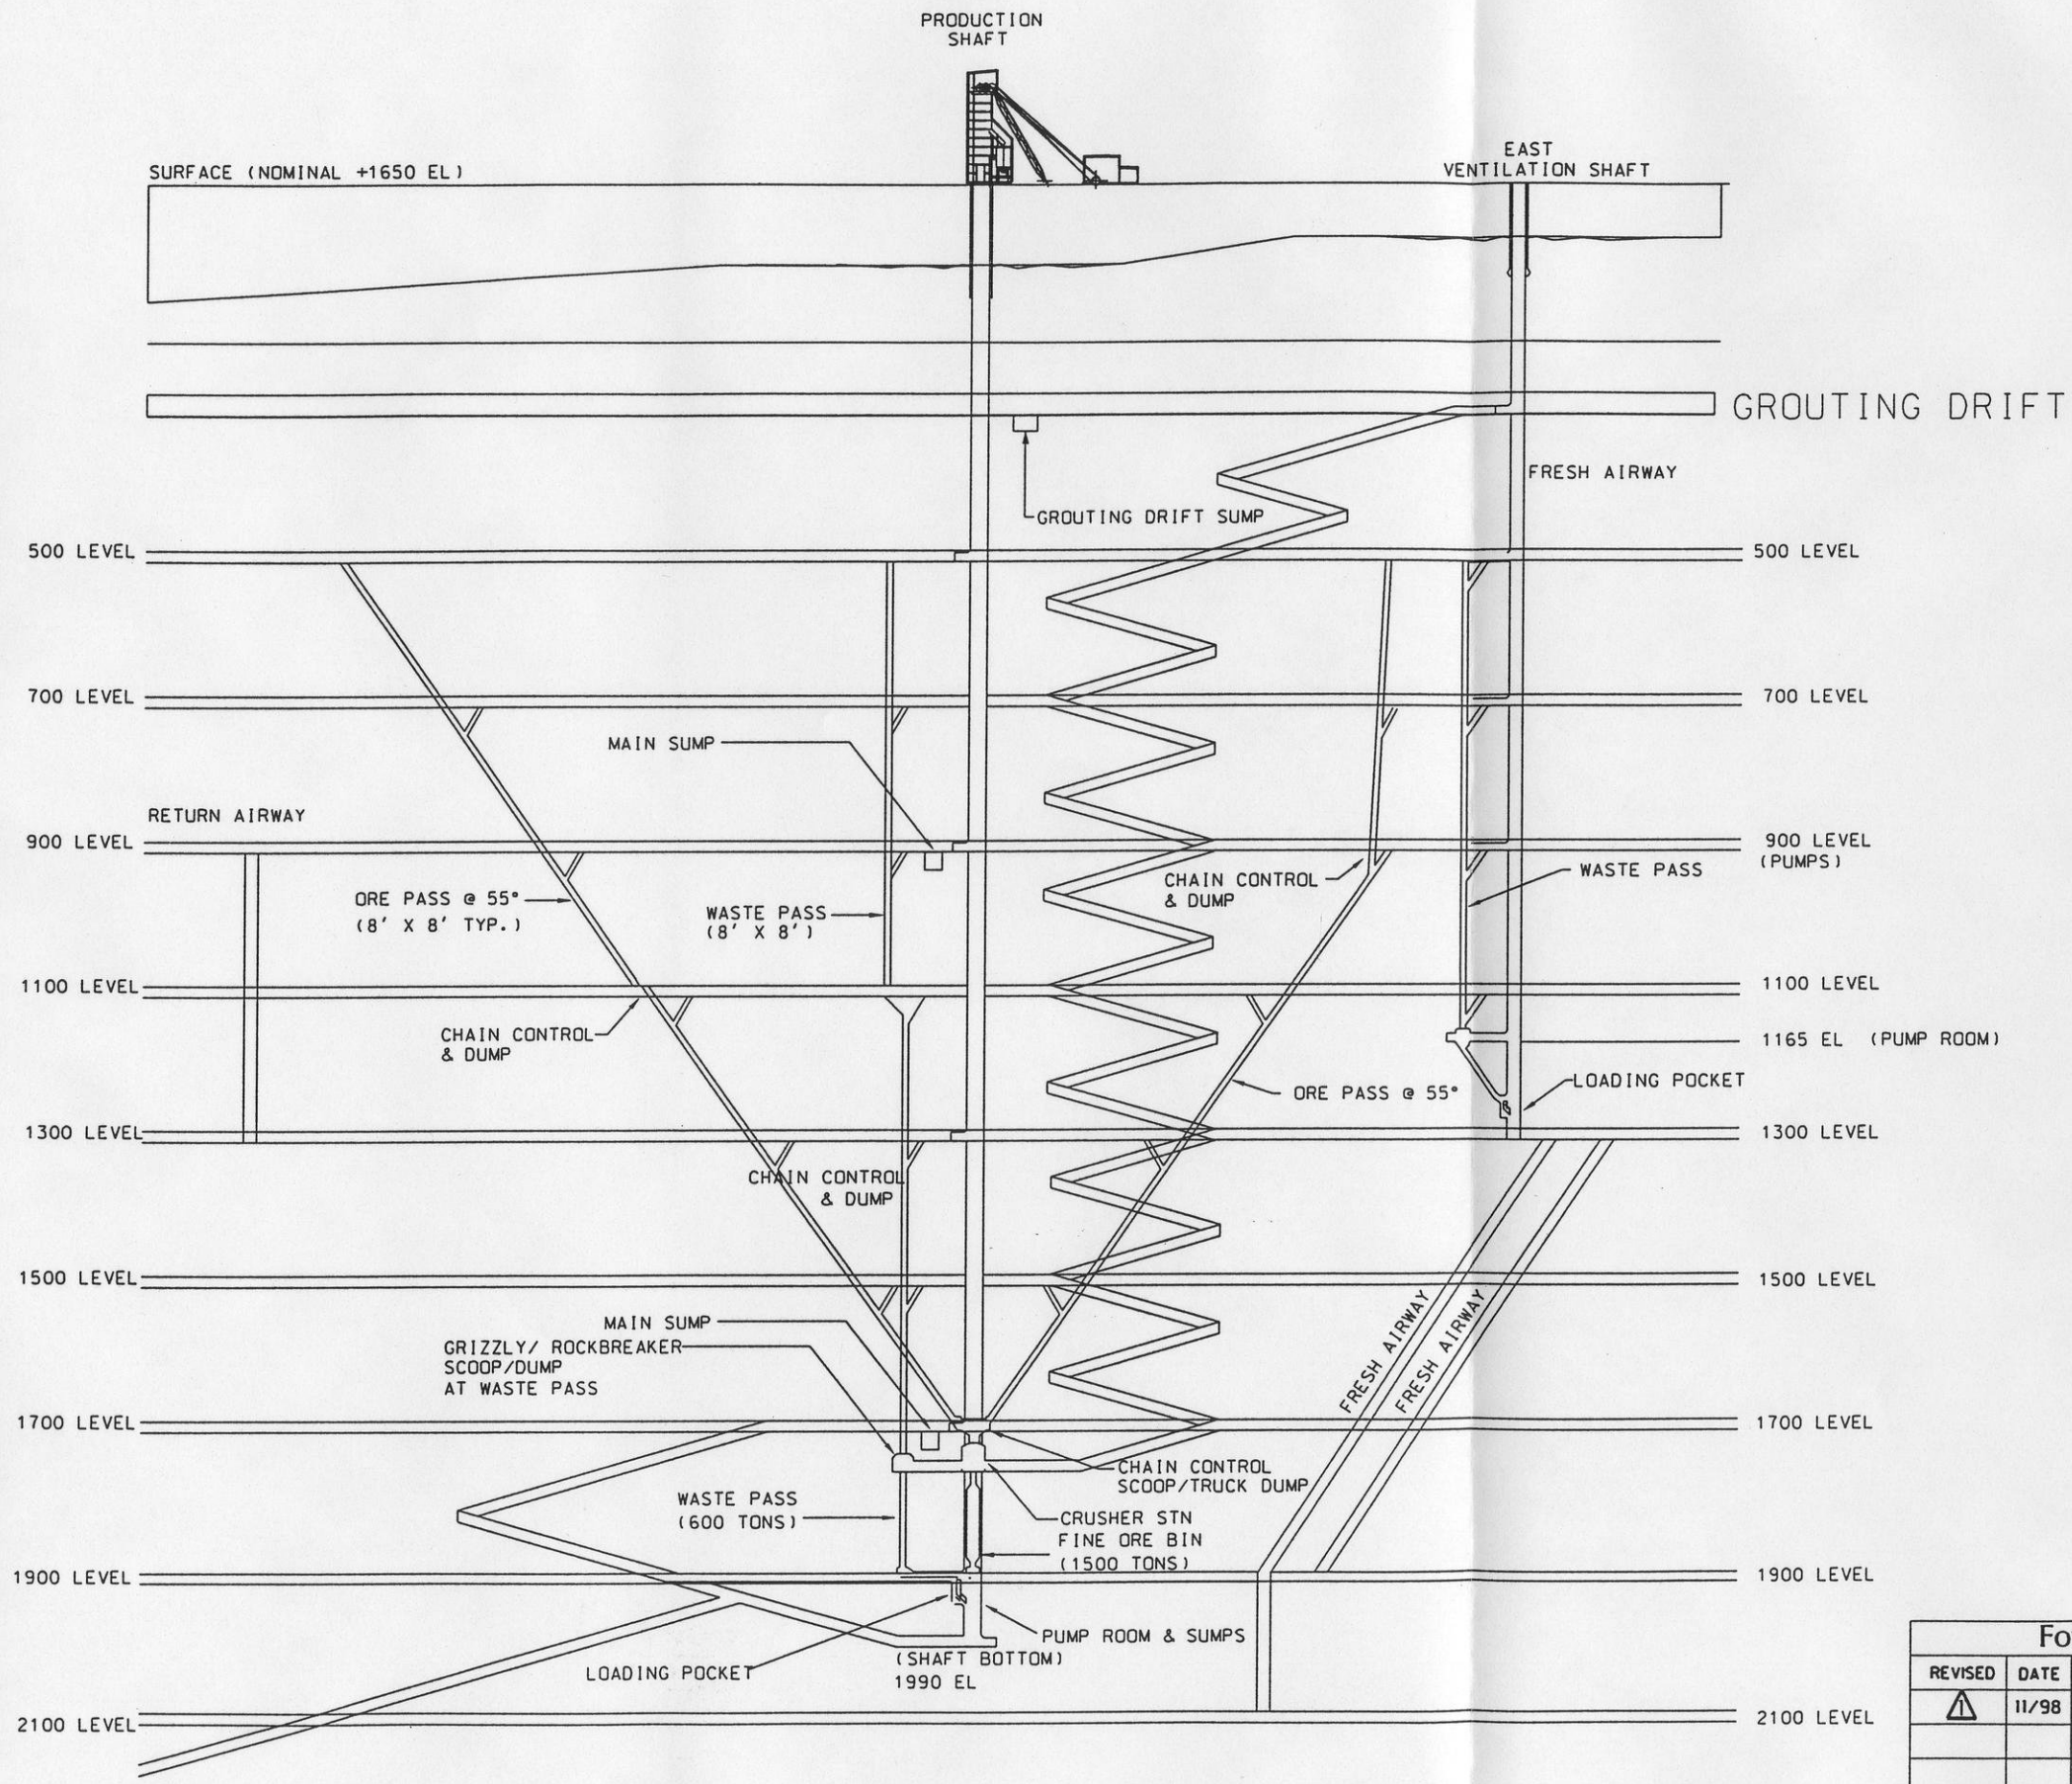 PRODUCTION
SHAFT
SURFACE (NOMINAL +1650 EL)
EAST
VENTILATION SHAFT
GROUTING DRIFT
FRESH AIRWAY
GROUTING DRIFT SUMP
500 LEVEL
500 LEVEL
700 LEVEL
700 LEVEL
MAIN SUMP
RETURN AIRWAY
900 LEVEL
900 LEVEL
(PUMPS)
CHAIN CONTROL
& DUMP
WASTE PASS
ORE PASS @ 55°
(8' X 8' TYP.)
WASTE PASS
(8' X 8')
1100 LEVEL
1100 LEVEL
CHAIN CONTROL
& DUMP
1165 EL (PUMP ROOM)
LOADING POCKET
ORE PASS @ 55°
1300 LEVEL
1300 LEVEL
CHAIN CONTROL
& DUMP
1500 LEVEL
1500 LEVEL
FRESH AIRWAY
FRESH AIRWAY
MAIN SUMP
GRIZZLY/ ROCKBREAKER
SCOOP/DUMP
AT WASTE PASS
1700 LEVEL
1700 LEVEL
CHAIN CONTROL
SCOOP/TRUCK DUMP
WASTE PASS
(600 TONS)
CRUSHER STN
FINE ORE BIN
(1500 TONS)
1900 LEVEL
1900 LEVEL
PUMP ROOM & SUMPS
(SHAFT BOTTOM)
1990 EL
LOADING POCKET
2100 LEVEL
2100 LEVEL
Fo
REVISED DATE
1 11/98